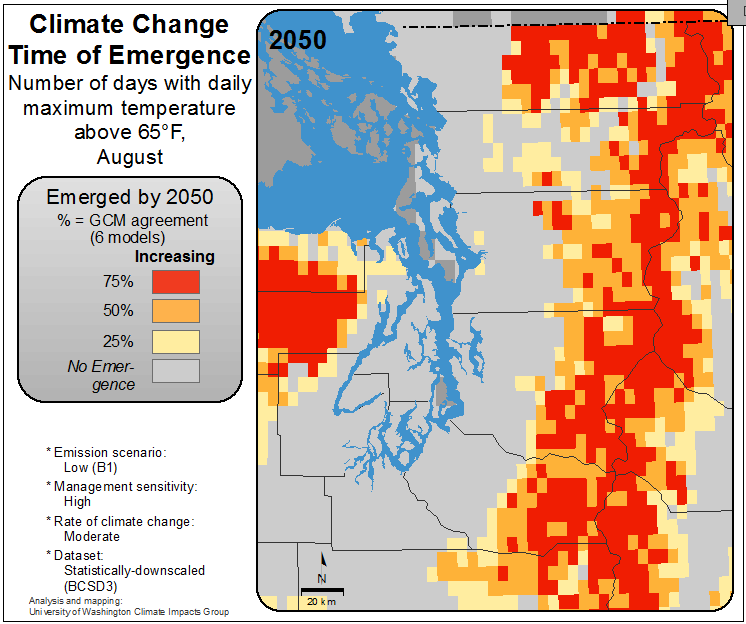 Climate Change
Time of Emergence
Number of days with daily
maximum temperature
above 65°F,
August
2050
Emerged by 2050
% = GCM agreement
(6 models)
Increasing
75%
50%
25%
No Emer-
gence
* Emission scenario:
Low (B1)
* Management sensitivity:
High
* Rate of climate change:
Moderate
* Dataset:
Statistically-downscaled
(BCSD3)
Analysis and mapping:
University of Washington Climate Impacts Group
N
20 km